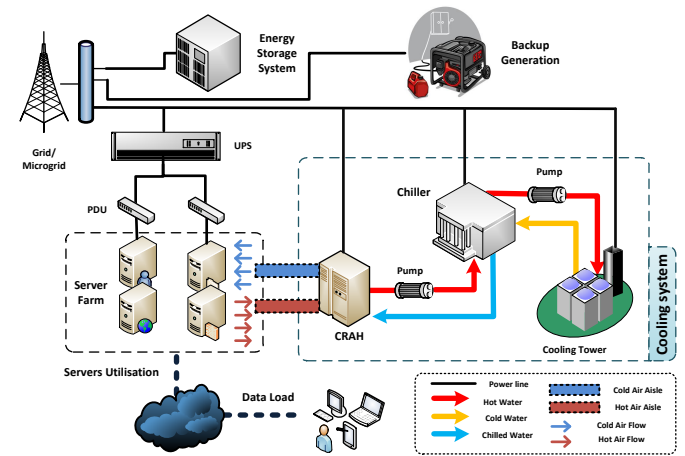 Energy
Storage
System
Backup
Generation
Grid/
Microgrid
UPS
PDU
Pump
Chiller
Server
Farm
Pump
CRAH
Cooling Tower
Cooling system
Servers Utilisation
Data Load
Power line
Hot Water
Cold Water
Chilled Water
Cold Air Aisle
Hot Air Aisle
Cold Air Flow
Hot Air Flow